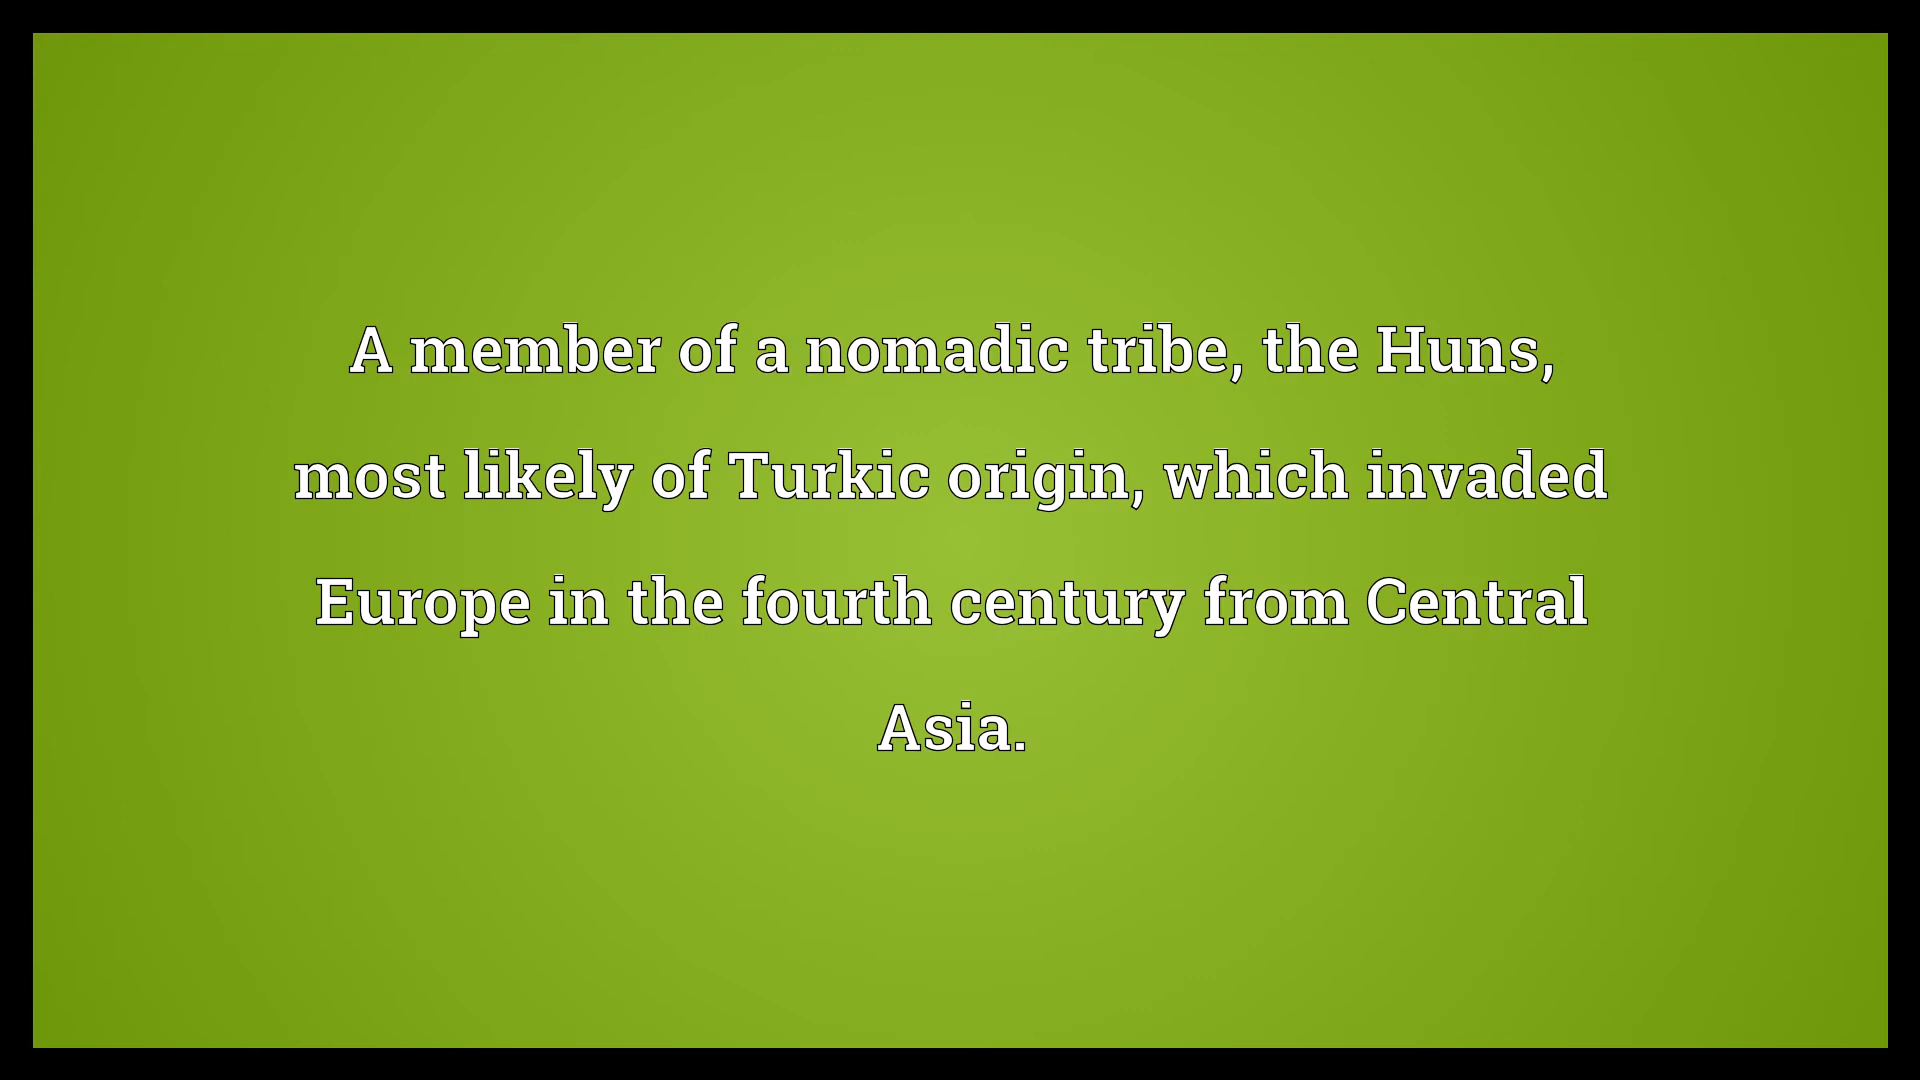 A member of a nomadic tribe, the Huns,
most likely of Turkic origin, which invaded
Europe in the fourth century from Central
Asia.